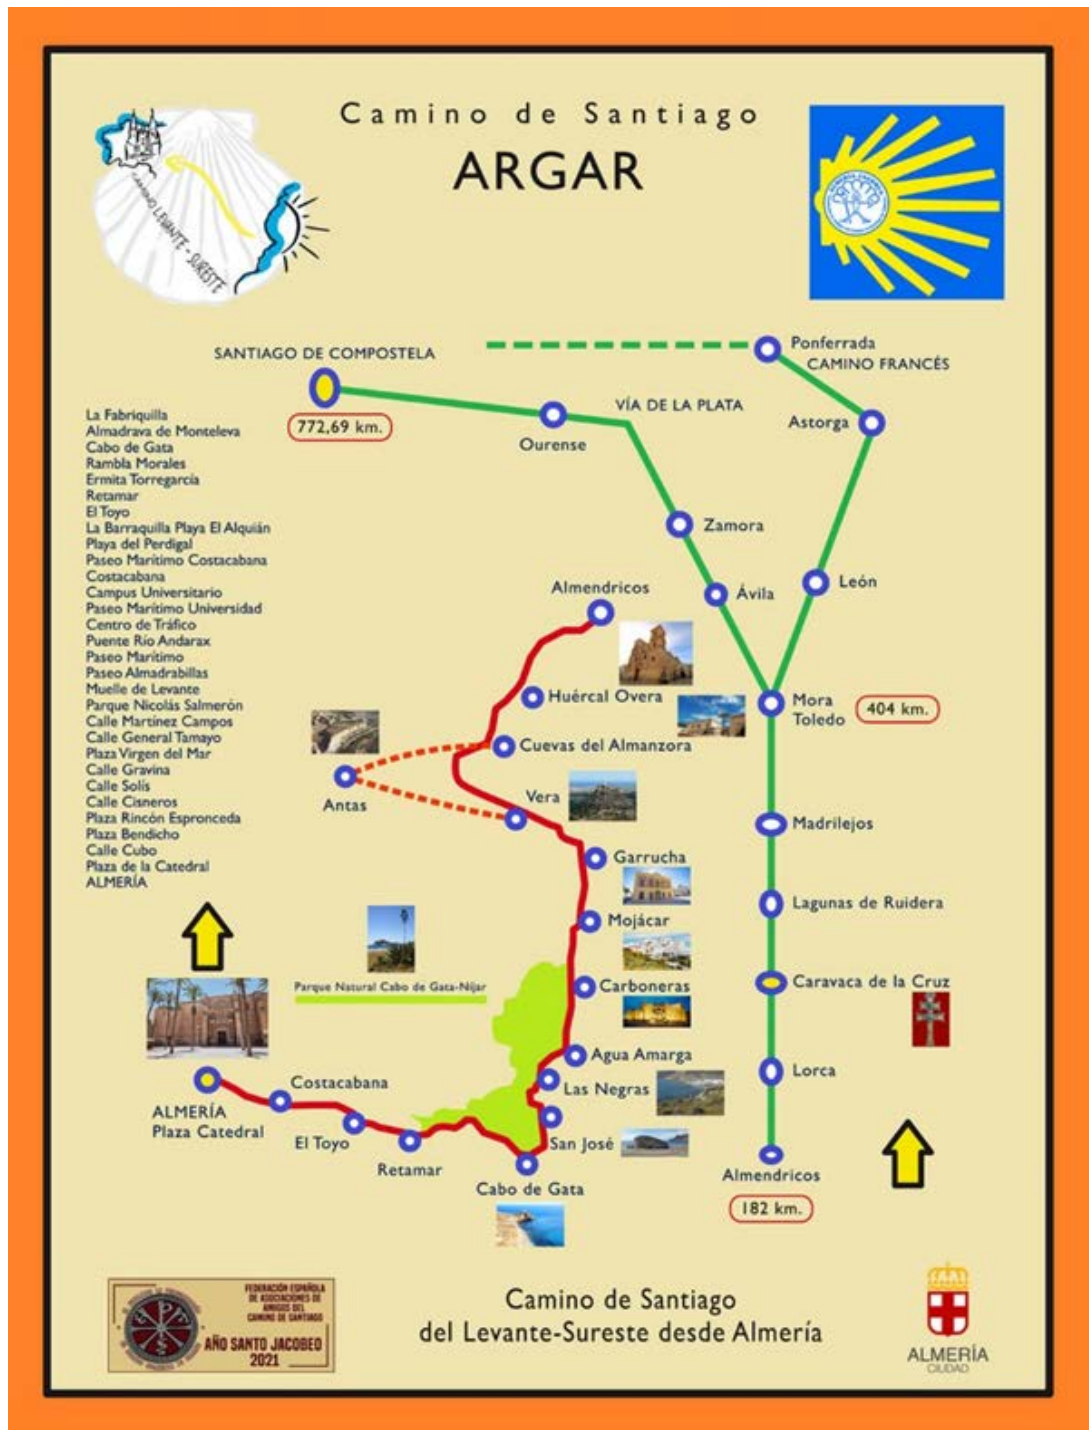 Camino de Santiago
ARGAR
CAMINO LEVANTE - SURESTE
SANTIAGO DE COMPOSTELA
772,69 km.
Ourense
VÍA DE LA PLATA
Ponferrada
CAMINO FRANCÉS
Astorga
Zamora
Ávila
León
Mora
Toledo
404 km.
Madrilejos
Lagunas de Ruidera
Caravaca de la Cruz
Lorca
Almendricos
182 km.
La Fabriquilla
Almadrava de Monteleva
Cabo de Gata
Rambla Morales
Ermita Torregarcía
Retamar
El Toyo
La Barraquilla Playa El Alquián
Playa del Perdigal
Paseo Marítimo Costacabana
Costacabana
Campus Universitario
Paseo Marítimo Universidad
Centro de Tráfico
Puente Río Andarax
Paseo Marítimo
Paseo Almadrabillas
Muelle de Levante
Parque Nicolás Salmerón
Calle Martínez Campos
Calle General Tamayo
Plaza Virgen del Mar
Calle Gravina
Calle Solís
Calle Cisneros
Plaza Rincón Espronceda
Plaza Bendicho
Calle Cubo
Plaza de la Catedral
ALMERÍA
Almendricos
Huércal Overa
Cuevas del Almanzora
Antas
Vera
Garrucha
Mojácar
Parque Natural Cabo de Gata-Níjar
Carboneras
Agua Amarga
Las Negras
San José
Cabo de Gata
Retamar
El Toyo
Costacabana
ALMERÍA
Plaza Catedral
FEDERACIÓN ESPAÑOLA
DE ASOCIACIONES DE
AMIGOS DEL
CAMINO DE SANTIAGO
AÑO SANTO JACOBEO
2021
Camino de Santiago
del Levante-Sureste desde Almería
ALMERÍA
CIUDAD